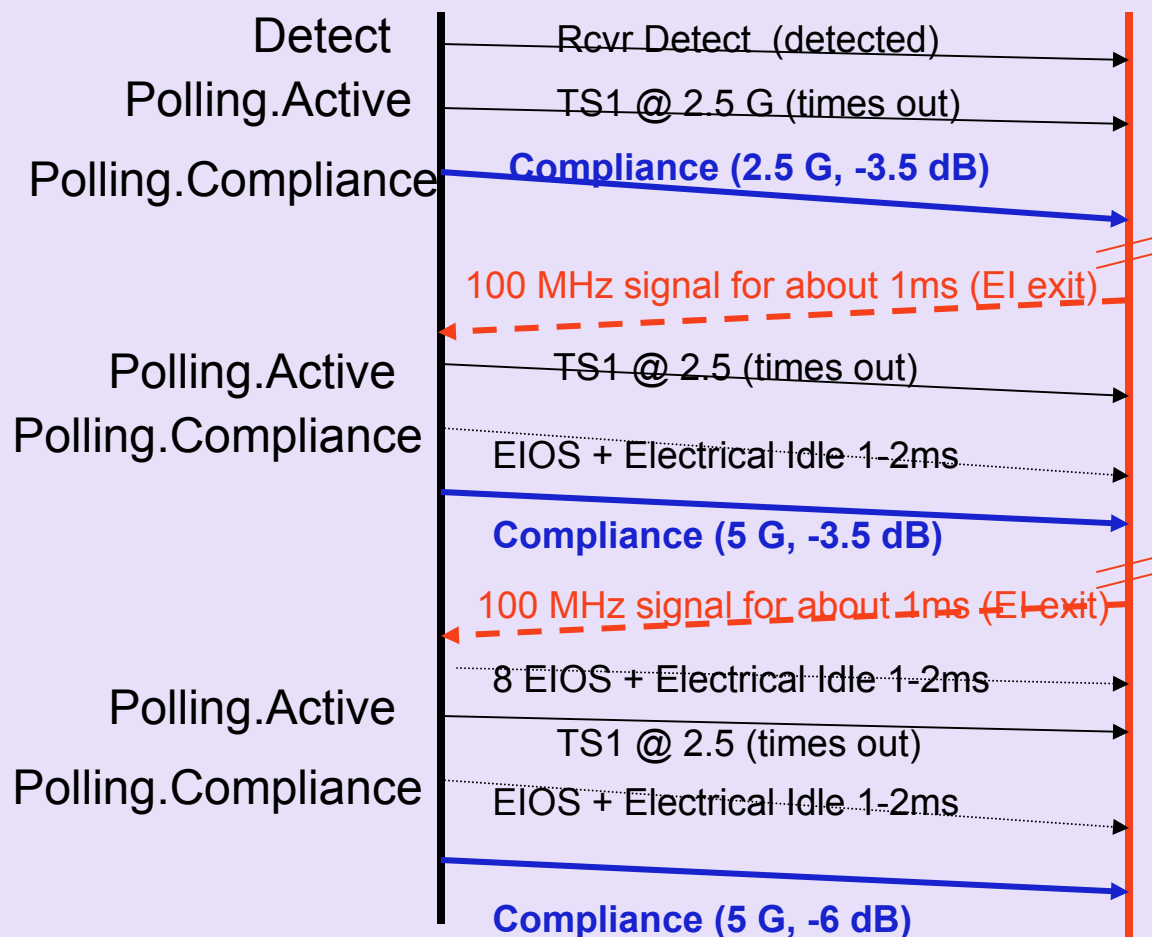 Detect
Rcvr Detect (detected)
Polling.Active
TS1 @ 2.5 G (times out)
Polling.Compliance
Compliance (2.5 G, -3.5 dB)
100 MHz signal for about 1ms (EI exit)
Polling.Active
TS1 @ 2.5 (times out)
Polling.Compliance
EIOS + Electrical Idle 1-2ms
Compliance (5 G, -3.5 dB)
100 MHz signal for about 1ms (EI exit)
8 EIOS + Electrical Idle 1-2ms
Polling.Active
TS1 @ 2.5 (times out)
Polling.Compliance
EIOS + Electrical Idle 1-2ms
Compliance (5 G, -6 dB)